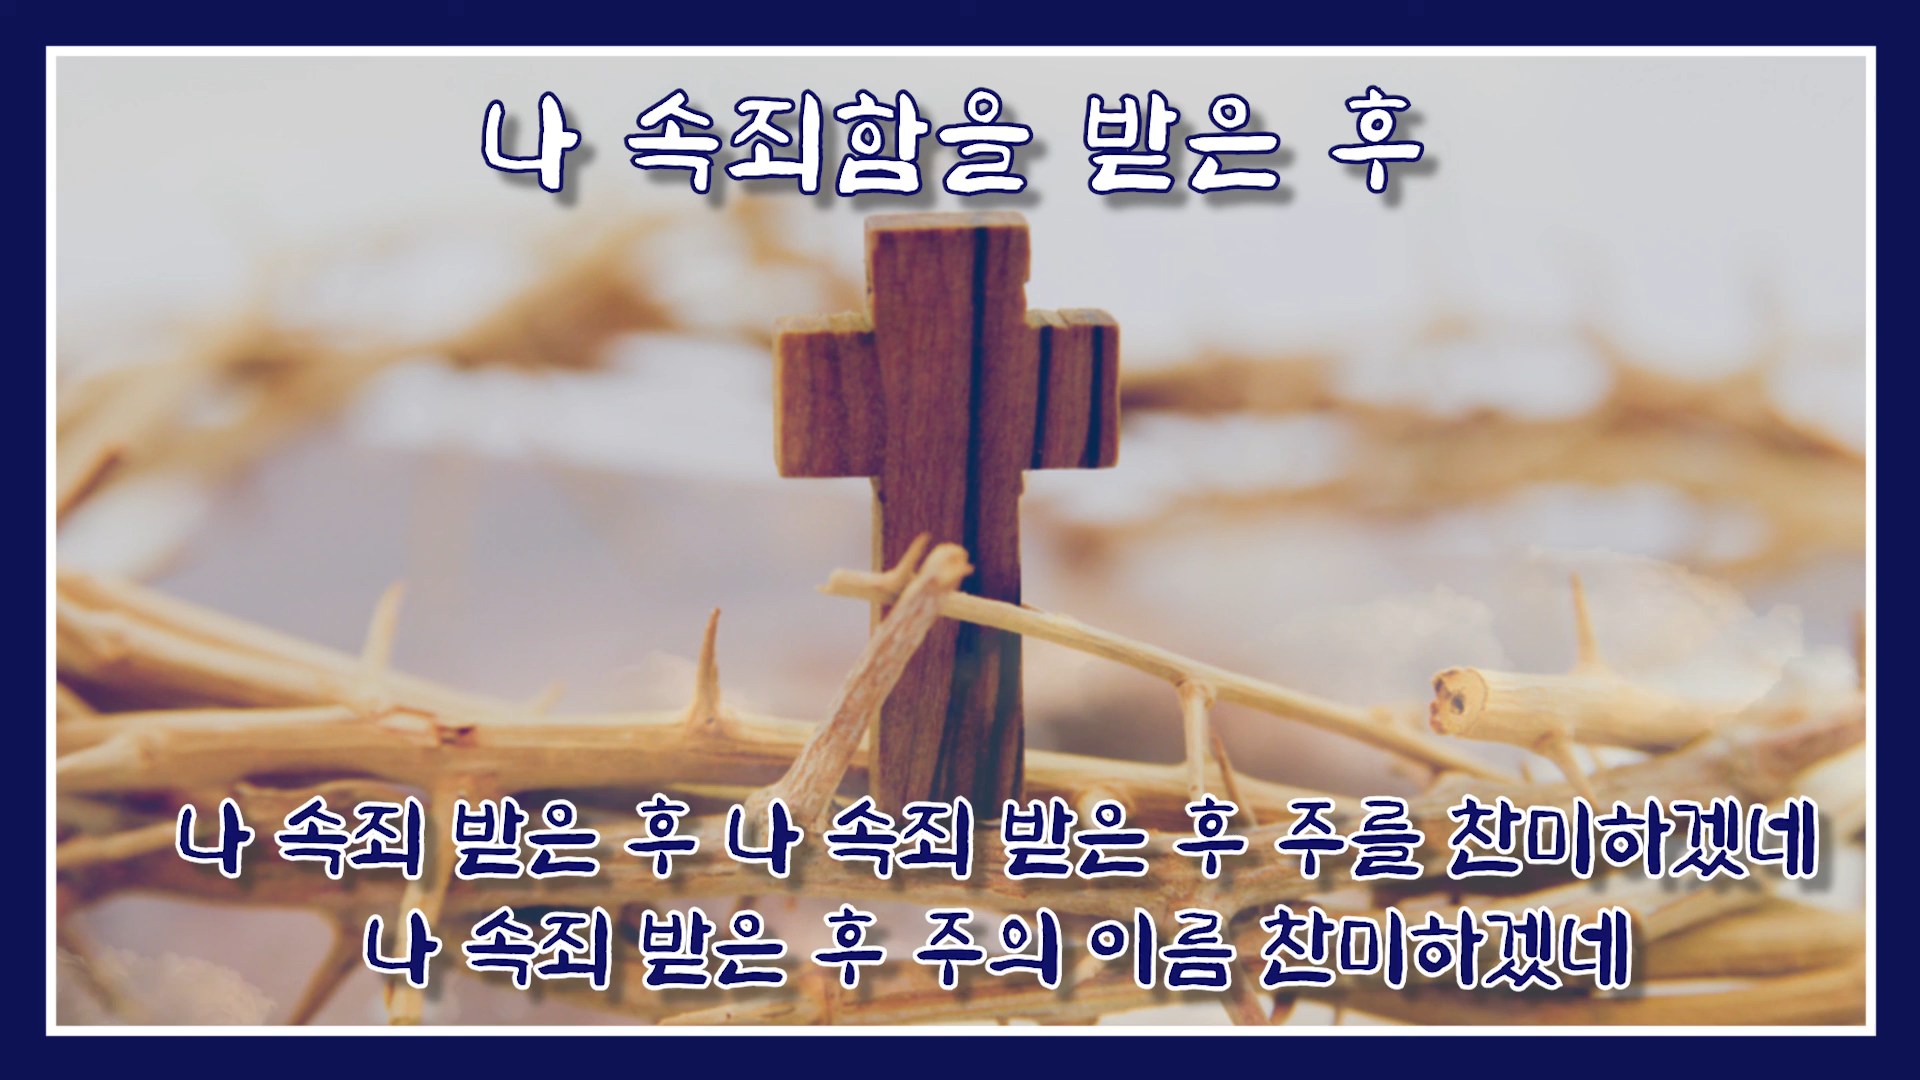 나 속죄함을 받은 후
나 속죄 받은 후 나 속죄 받은 후 주를 찬미하겠네
나 속죄 받은 후 주의 이름 찬미하겠네